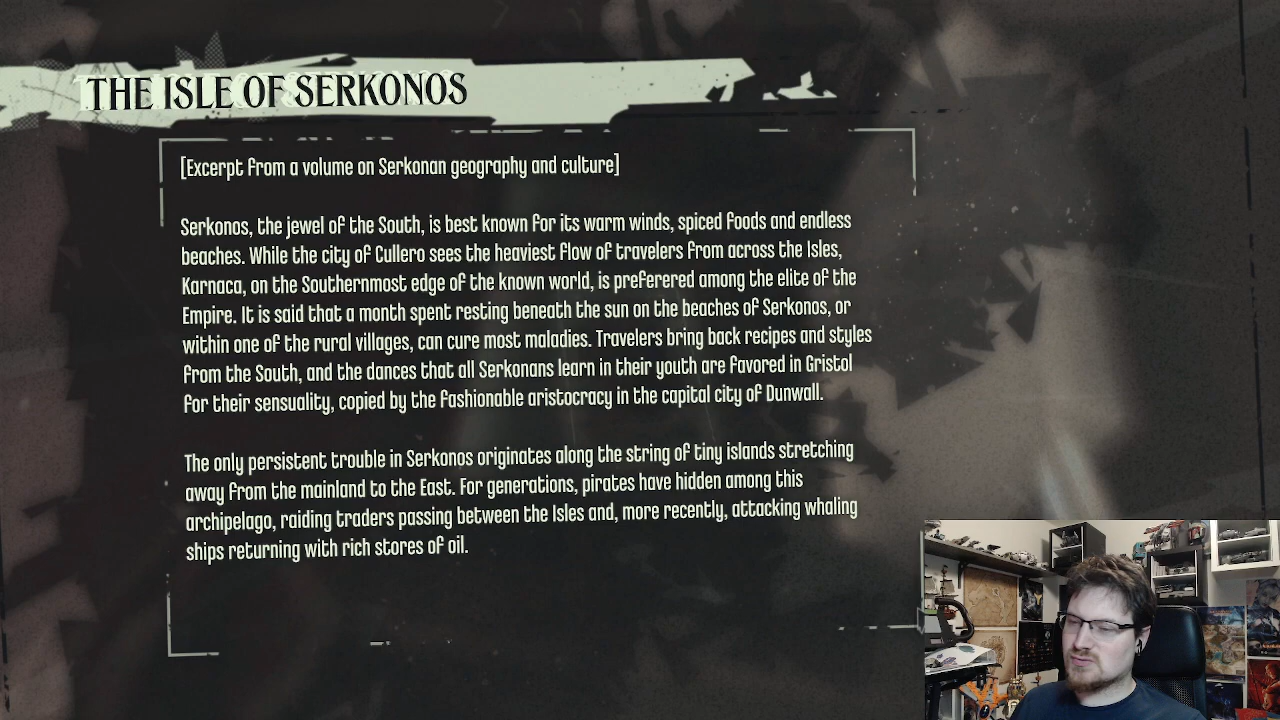 THE ISLE OF SERKONOS
[Excerpt from a volume on Serkonan geography and culture]
Serkonos, the jewel of the South, is best known for its warm winds, spiced foods and endless
beaches. While the city of Cullero sees the heaviest flow of travelers from across the Isles,
Karnaca, on the Southernmost edge of the known world, is preferered among the elite of the
Empire. It is said that a month spent resting beneath the sun on the beaches of Serkonos, or
within one of the rural villages, can cure most maladies. Travelers bring back recipes and styles
from the South, and the dances that all Serkonans learn in their youth are favored in Gristol
for their sensuality, copied by the fashionable aristocracy in the capital city of Dunwall.
The only persistent trouble in Serkonos originates along the string of tiny islands stretching
away from the mainland to the East. For generations, pirates have hidden among this
archipelago, raiding traders passing between the Isles and, more recently, attacking whaling
ships returning with rich stores of oil.